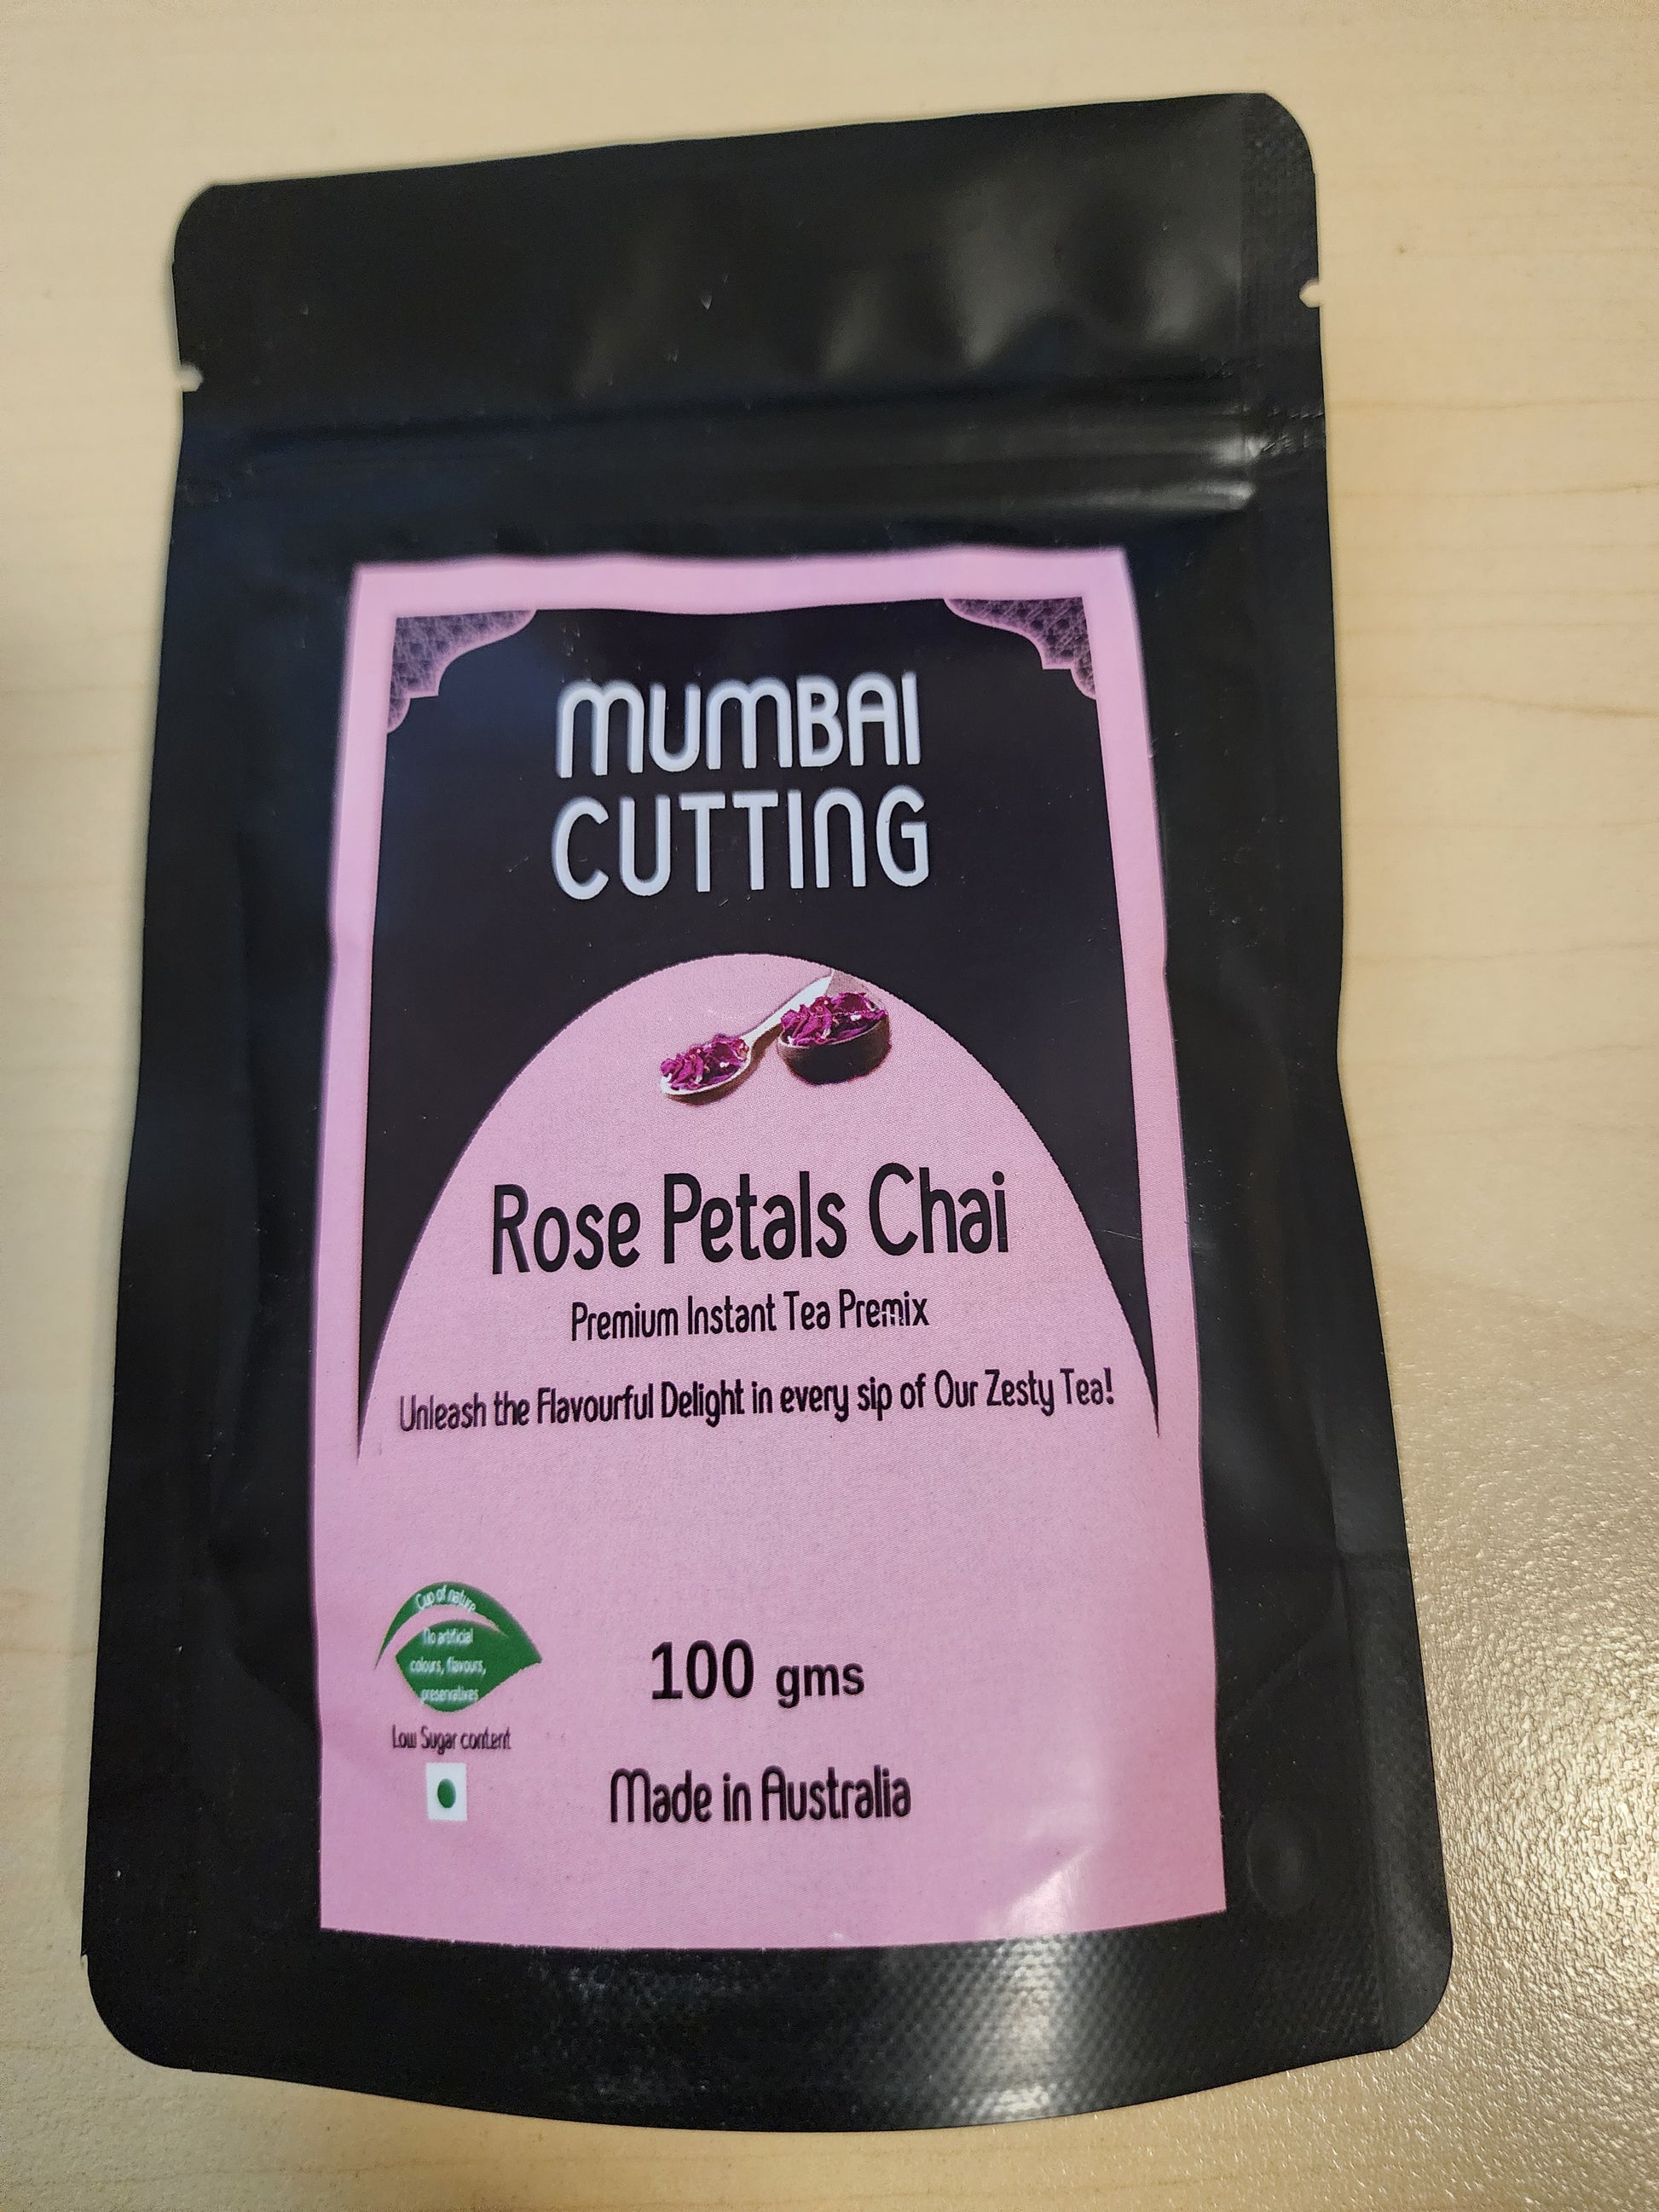 MUMBAI
CUTTING
Rose Petals Chai
Premium Instant Tea Premix
Unleash the Flavourful Delight in every sip of Our Zesty Tea!
Cup of nature
No artificial
colours, flavours,
preservatives
Low Sugar content
100 gms
Made in Australia